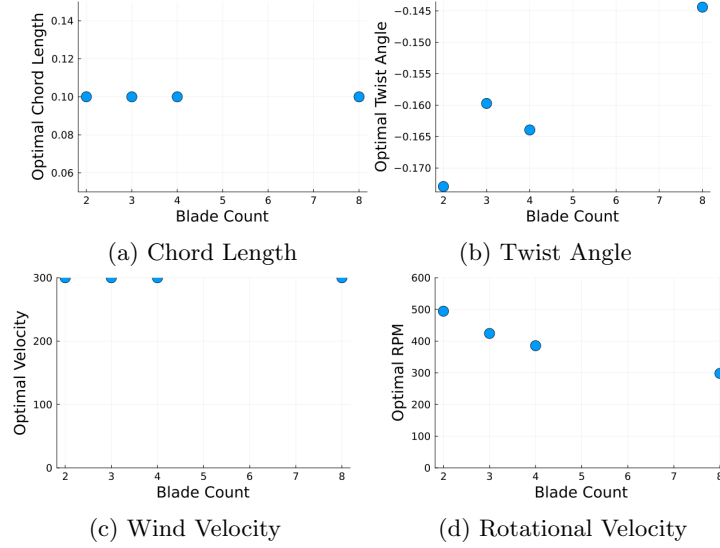 0.14
0.12
0.10
0.08
0.06
Optimal Chord Length
2 3 4 5 6 7 8
Blade Count
(a) Chord Length
−0.145
−0.150
−0.155
−0.160
−0.165
−0.170
Optimal Twist Angle
2 3 4 5 6 7 8
Blade Count
(b) Twist Angle
300
200
100
0
Optimal Velocity
2 3 4 5 6 7 8
Blade Count
(c) Wind Velocity
600
500
400
300
200
100
0
Optimal RPM
2 3 4 5 6 7 8
Blade Count
(d) Rotational Velocity